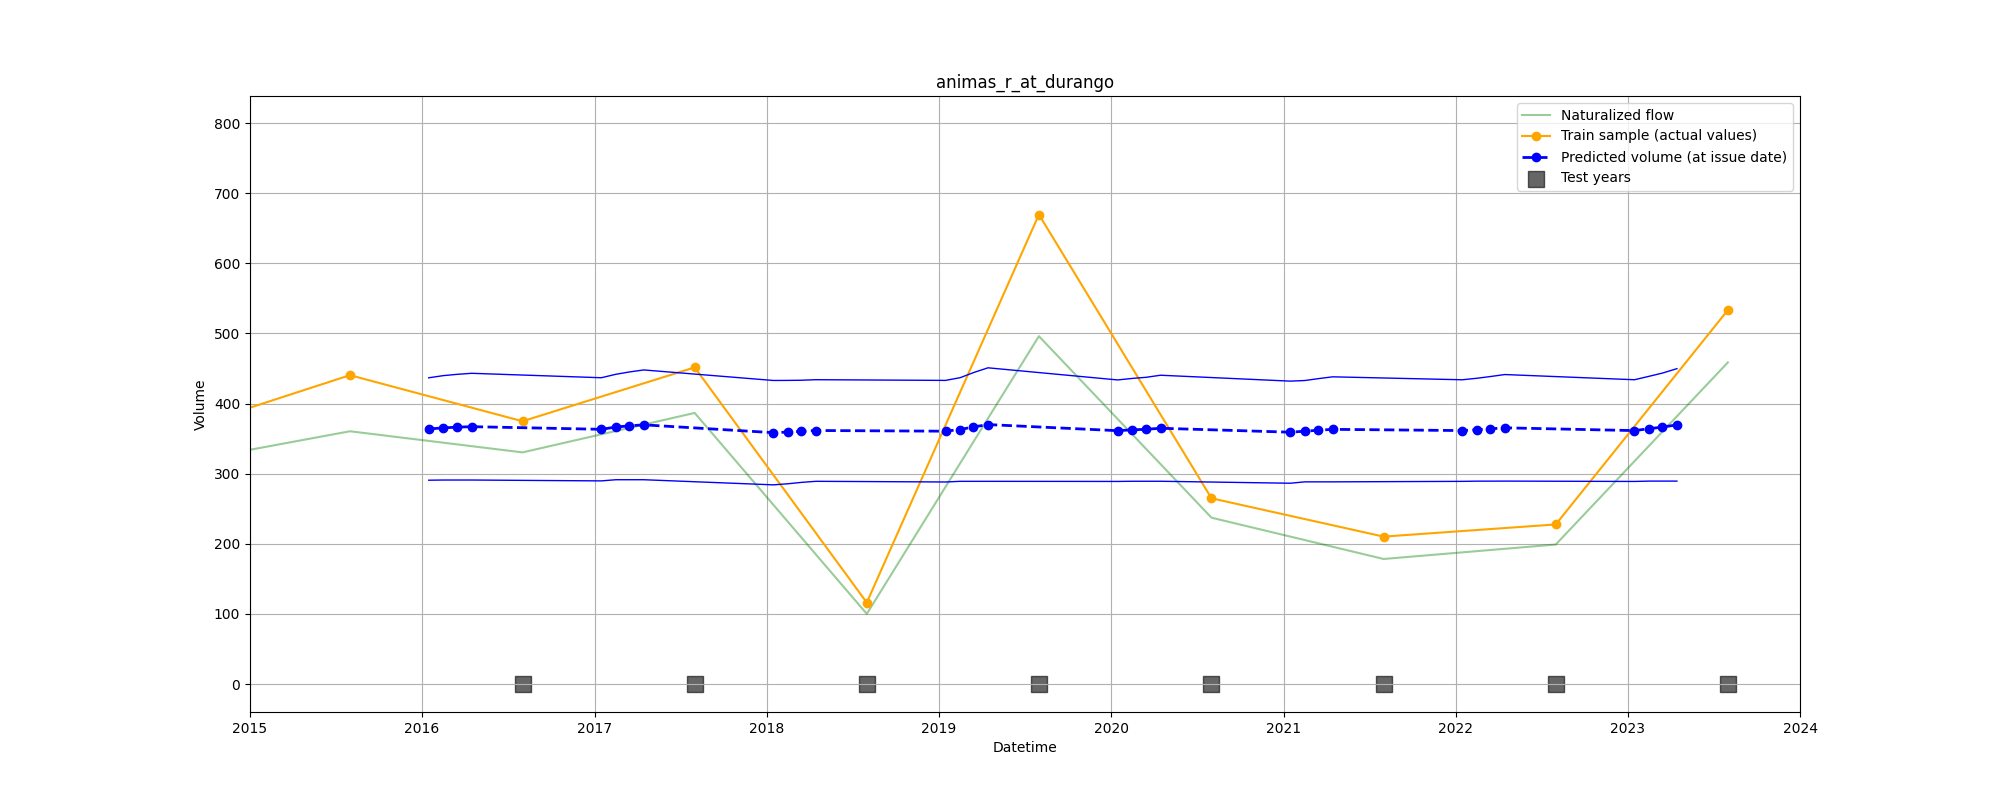 animas_r_at_durango
Naturalized flow
Train sample (actual values)
Predicted volume (at issue date)
Test years
800
700
600
500
400
300
200
100
0
Volume
2015 2016 2017 2018 2019 2020 2021 2022 2023 2024
Datetime